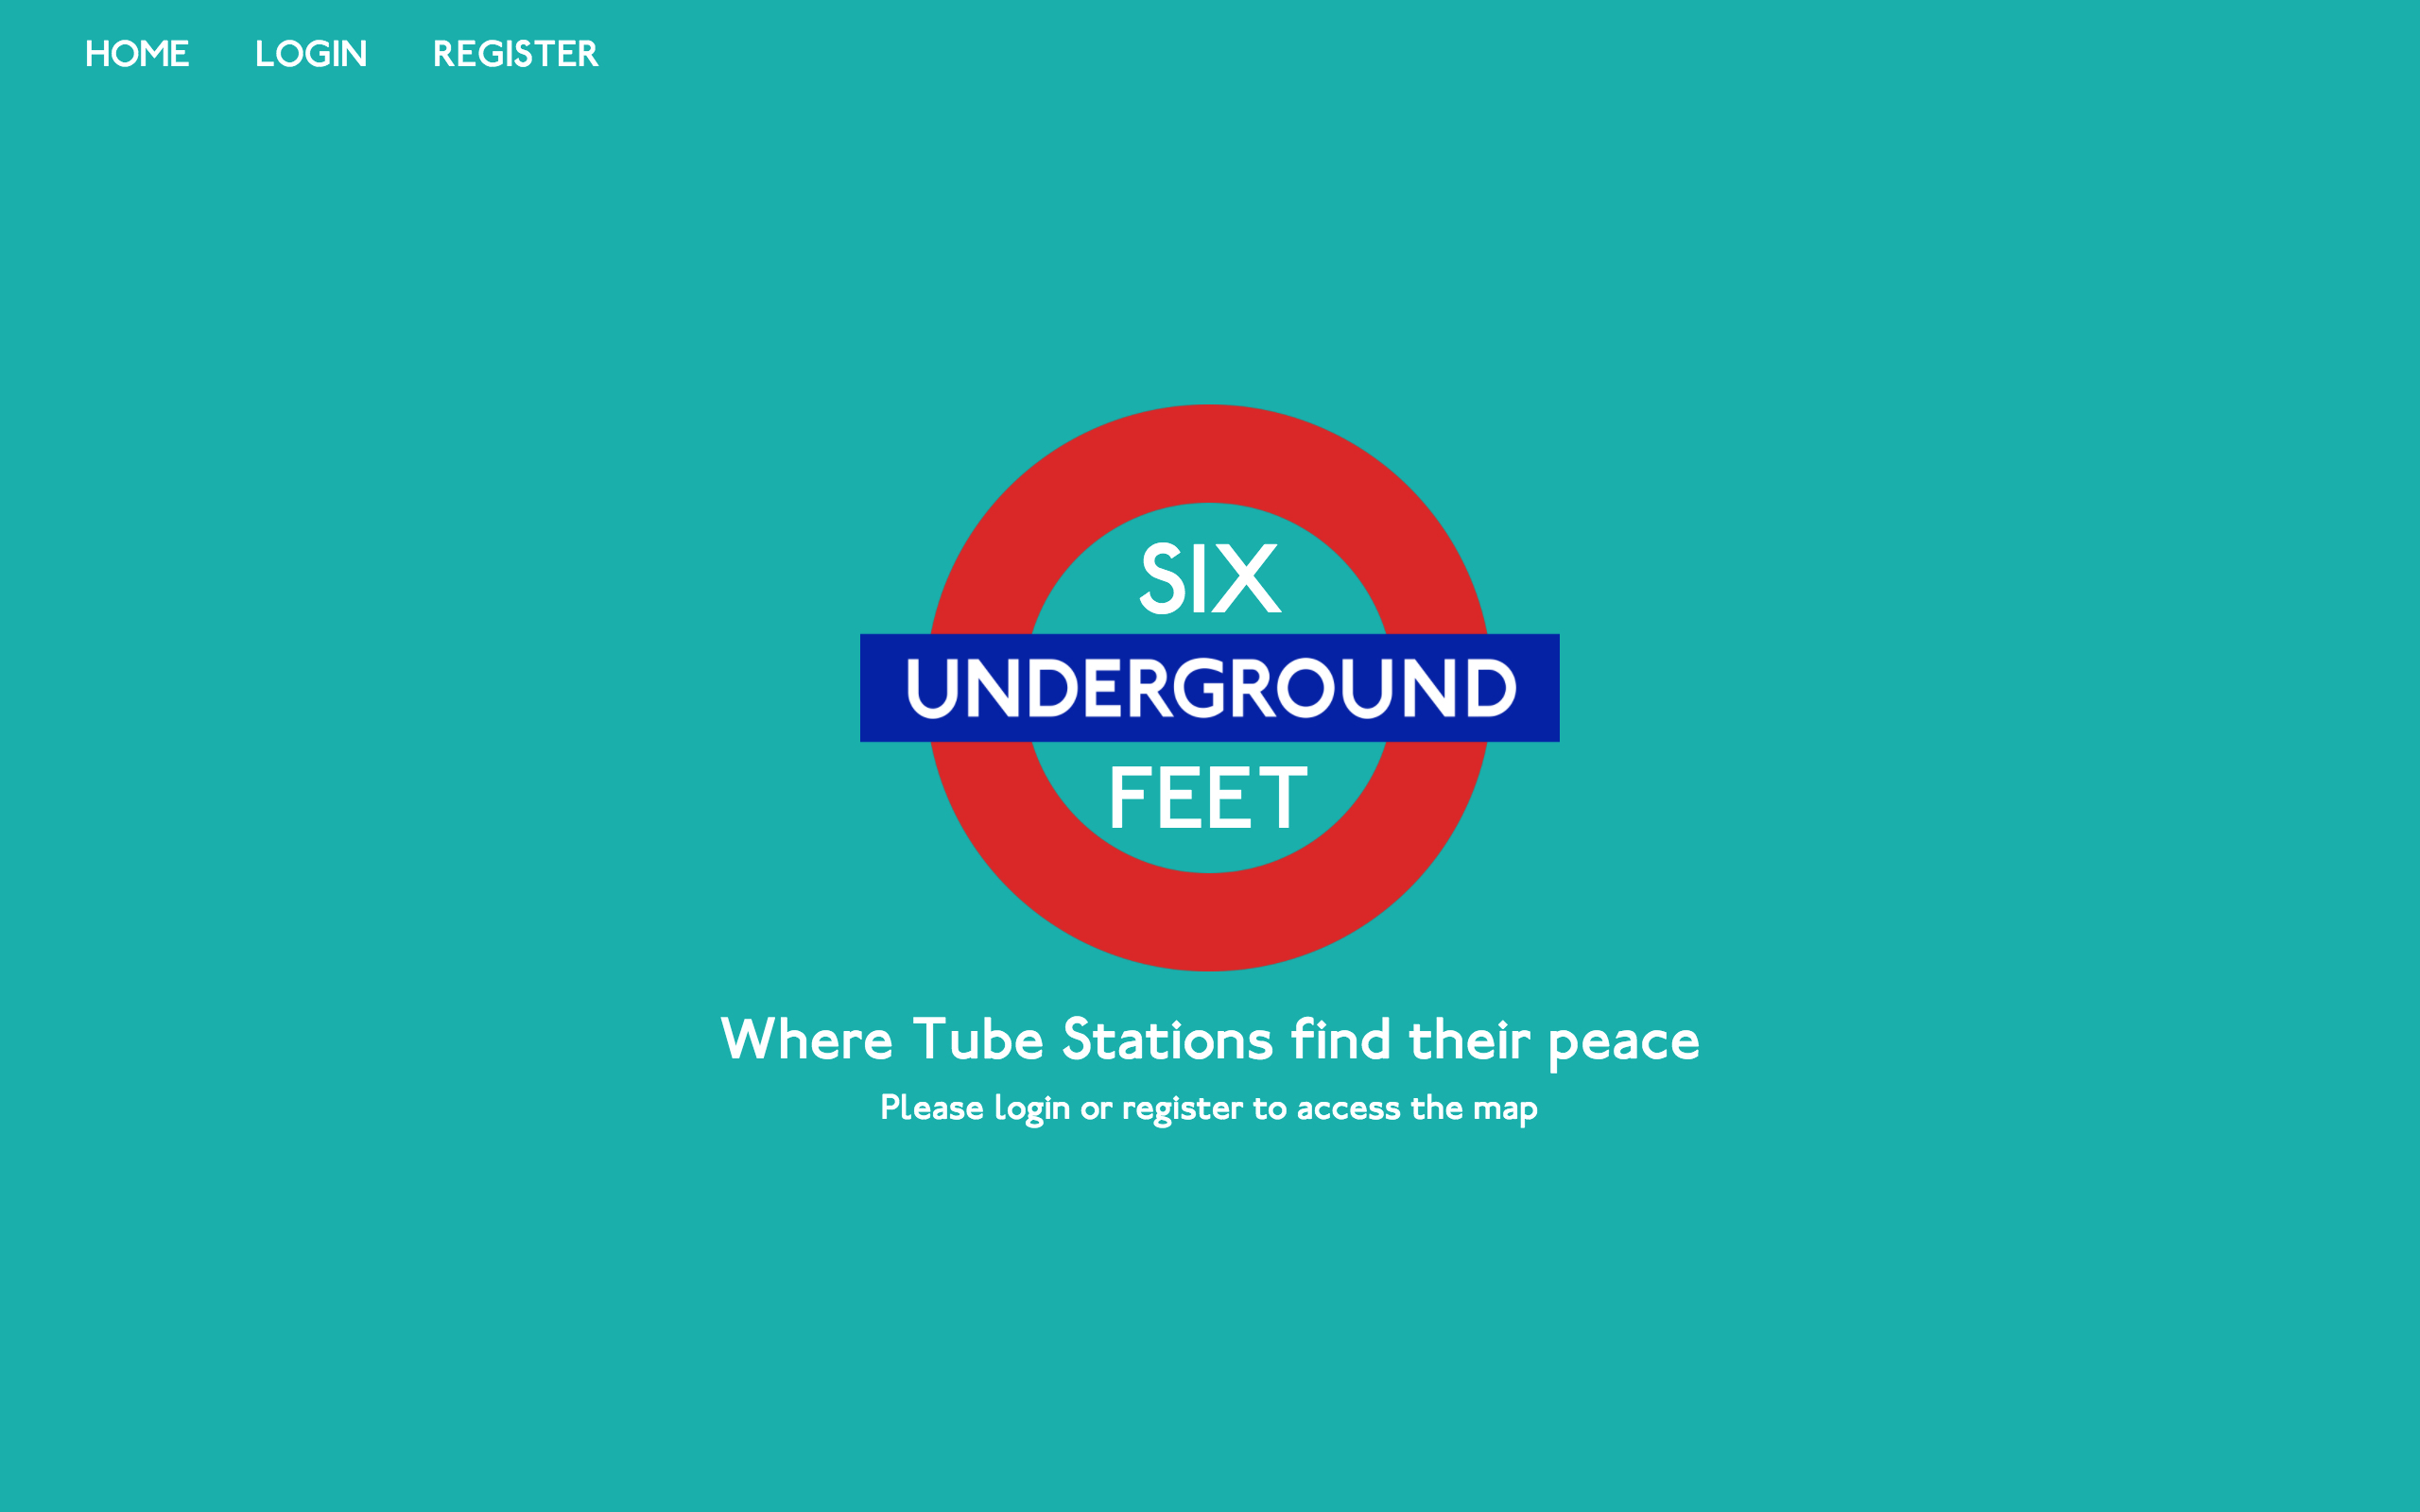 HOME LOGIN REGISTER
SIX
UNDERGROUND
FEET
Where Tube Stations find their peace
Please login or register to access the map